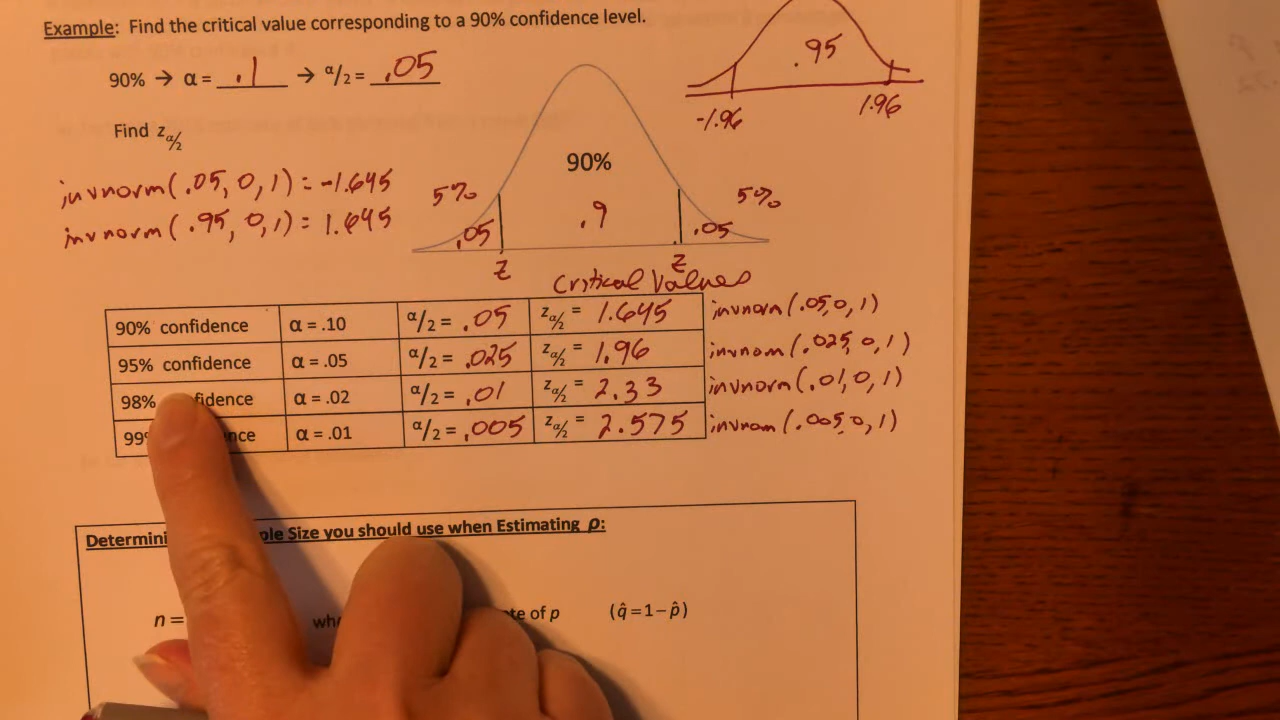 Example: Find the critical value corresponding to a 90% confidence level.
90% → α = .1 → α/2 = .05
.95
-1.96 1.96
Find zα/2
invnorm(.05, 0, 1) = -1.645
invnorm(.95, 0, 1) = 1.645
90%
5% 5%
.05 .9 .05
z z
Critical Values
90% confidence α = .10 α/2 = .05 zα/2 = 1.645 invnorm(.05,0,1)
95% confidence α = .05 α/2 = .025 zα/2 = 1.96 invnorm(.025,0,1)
98% fidence α = .02 α/2 = .01 zα/2 = 2.33 invnorm(.01,0,1)
99 nce α = .01 α/2 = .005 zα/2 = 2.575 invnom(.005,0,1)
Determini ple Size you should use when Estimating ρ:
n = whe te of p (q̂=1−p̂)